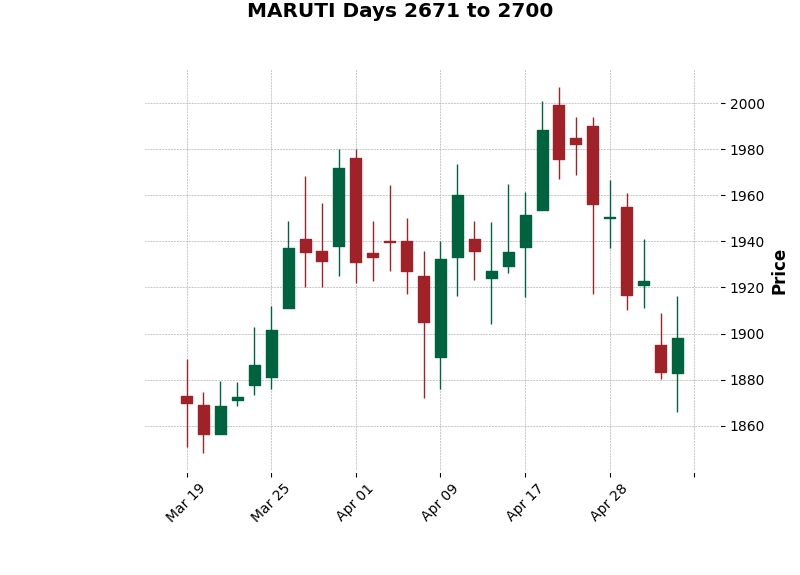 MARUTI Days 2671 to 2700
2000
1980
1960
1940
1920
1900
1880
1860
Price
Mar 19
Mar 25
Apr 01
Apr 09
Apr 17
Apr 28